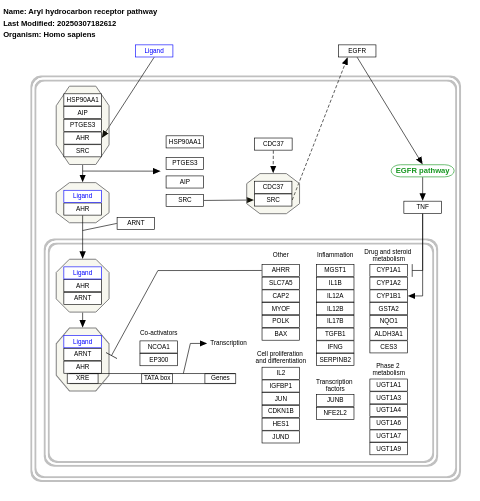 Name: Aryl hydrocarbon receptor pathway
Last Modified: 20250307182612
Organism: Homo sapiens
Ligand
EGFR
HSP90AA1
AIP
PTGES3
AHR
SRC
HSP90AA1
PTGES3
AIP
SRC
CDC37
CDC37
SRC
EGFR pathway
TNF
Ligand
AHR
ARNT
Ligand
AHR
ARNT
Ligand
ARNT
AHR
XRE
TATA box
Genes
Co-activators
NCOA1
EP300
Transcription
Other
AHRR
SLC7A5
CAP2
MYOF
POLK
BAX
Cell proliferation
and differentiation
IL2
IGFBP1
JUN
CDKN1B
HES1
JUND
Inflammation
MGST1
IL1B
IL12A
IL12B
IL17B
TGFB1
IFNG
SERPINB2
Transcription
factors
JUNB
NFE2L2
Drug and steroid
metabolism
CYP1A1
CYP1A2
CYP1B1
GSTA2
NQO1
ALDH3A1
CES3
Phase 2
metabolism
UGT1A1
UGT1A3
UGT1A4
UGT1A6
UGT1A7
UGT1A9